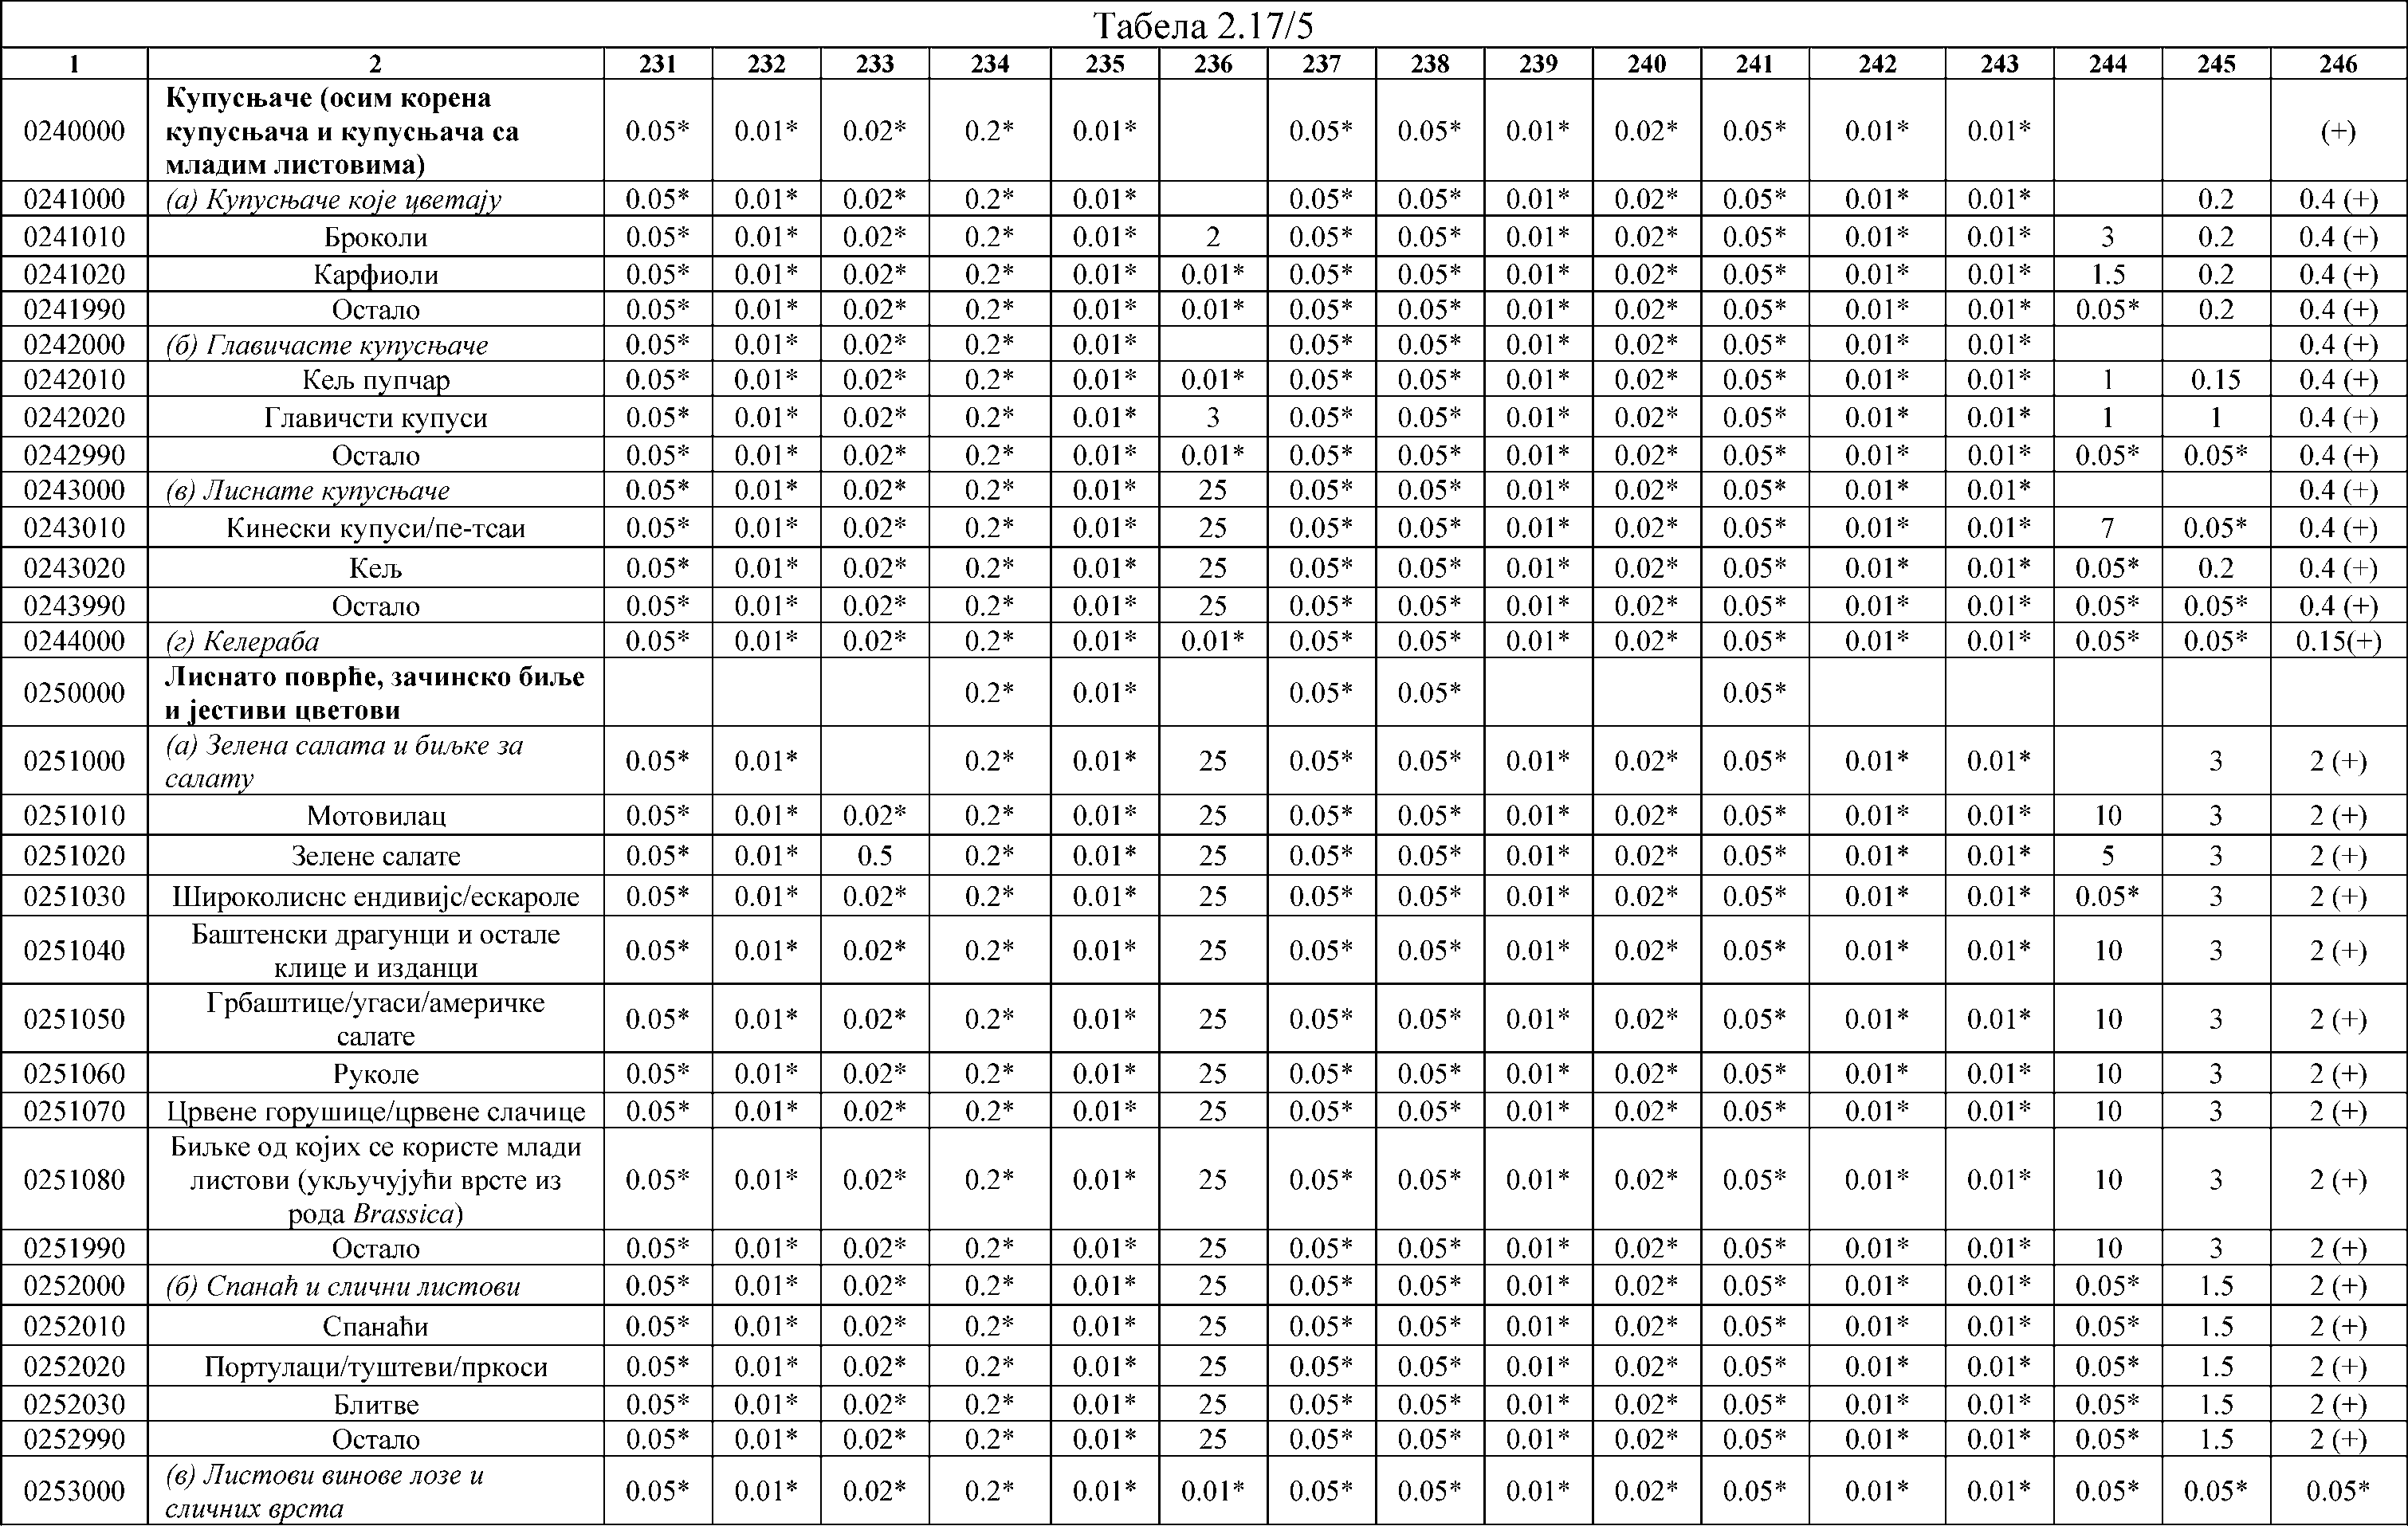 Табела 2.17/5
1 2 231 232 233 234 235 236 237 238 239 240 241 242 243 244 245 246
0240000 Купусњаче (осим корена
купусњача и купусњача са
младим листовима) 0.05* 0.01* 0.02* 0.2* 0.01* 0.05* 0.05* 0.01* 0.02* 0.05* 0.01* 0.01* (+)
0241000 (а) Купусњаче које цветају 0.05* 0.01* 0.02* 0.2* 0.01* 0.05* 0.05* 0.01* 0.02* 0.05* 0.01* 0.01* 0.2 0.4 (+)
0241010 Броколи 0.05* 0.01* 0.02* 0.2* 0.01* 2 0.05* 0.05* 0.01* 0.02* 0.05* 0.01* 0.01* 3 0.2 0.4 (+)
0241020 Карфиоли 0.05* 0.01* 0.02* 0.2* 0.01* 0.01* 0.05* 0.05* 0.01* 0.02* 0.05* 0.01* 0.01* 1.5 0.2 0.4 (+)
0241990 Остало 0.05* 0.01* 0.02* 0.2* 0.01* 0.01* 0.05* 0.05* 0.01* 0.02* 0.05* 0.01* 0.01* 0.05* 0.2 0.4 (+)
0242000 (б) Главичасте купусњаче 0.05* 0.01* 0.02* 0.2* 0.01* 0.05* 0.05* 0.01* 0.02* 0.05* 0.01* 0.01* 0.4 (+)
0242010 Кељ пупчар 0.05* 0.01* 0.02* 0.2* 0.01* 0.01* 0.05* 0.05* 0.01* 0.02* 0.05* 0.01* 0.01* 1 0.15 0.4 (+)
0242020 Главичсти купуси 0.05* 0.01* 0.02* 0.2* 0.01* 3 0.05* 0.05* 0.01* 0.02* 0.05* 0.01* 0.01* 1 1 0.4 (+)
0242990 Остало 0.05* 0.01* 0.02* 0.2* 0.01* 0.01* 0.05* 0.05* 0.01* 0.02* 0.05* 0.01* 0.01* 0.05* 0.05* 0.4 (+)
0243000 (в) Лиснате купусњаче 0.05* 0.01* 0.02* 0.2* 0.01* 25 0.05* 0.05* 0.01* 0.02* 0.05* 0.01* 0.01* 0.4 (+)
0243010 Кинески купуси/пе-тсаи 0.05* 0.01* 0.02* 0.2* 0.01* 25 0.05* 0.05* 0.01* 0.02* 0.05* 0.01* 0.01* 7 0.05* 0.4 (+)
0243020 Кељ 0.05* 0.01* 0.02* 0.2* 0.01* 25 0.05* 0.05* 0.01* 0.02* 0.05* 0.01* 0.01* 0.05* 0.2 0.4 (+)
0243990 Остало 0.05* 0.01* 0.02* 0.2* 0.01* 25 0.05* 0.05* 0.01* 0.02* 0.05* 0.01* 0.01* 0.05* 0.05* 0.4 (+)
0244000 (г) Келераба 0.05* 0.01* 0.02* 0.2* 0.01* 0.01* 0.05* 0.05* 0.01* 0.02* 0.05* 0.01* 0.01* 0.05* 0.05* 0.15(+)
0250000 Лиснато поврће, зачинско биље
и јестиви цветови 0.2* 0.01* 0.05* 0.05* 0.05*
0251000 (а) Зелена салата и биљке за
салату 0.05* 0.01* 0.2* 0.01* 25 0.05* 0.05* 0.01* 0.02* 0.05* 0.01* 0.01* 3 2 (+)
0251010 Мотовилац 0.05* 0.01* 0.02* 0.2* 0.01* 25 0.05* 0.05* 0.01* 0.02* 0.05* 0.01* 0.01* 10 3 2 (+)
0251020 Зелене салате 0.05* 0.01* 0.5 0.2* 0.01* 25 0.05* 0.05* 0.01* 0.02* 0.05* 0.01* 0.01* 5 3 2 (+)
0251030 Широколиснс ендивијс/ескароле 0.05* 0.01* 0.02* 0.2* 0.01* 25 0.05* 0.05* 0.01* 0.02* 0.05* 0.01* 0.01* 0.05* 3 2 (+)
0251040 Баштенски драгунци и остале
клице и изданци 0.05* 0.01* 0.02* 0.2* 0.01* 25 0.05* 0.05* 0.01* 0.02* 0.05* 0.01* 0.01* 10 3 2 (+)
0251050 Грбаштице/угаси/америчке
салате 0.05* 0.01* 0.02* 0.2* 0.01* 25 0.05* 0.05* 0.01* 0.02* 0.05* 0.01* 0.01* 10 3 2 (+)
0251060 Руколе 0.05* 0.01* 0.02* 0.2* 0.01* 25 0.05* 0.05* 0.01* 0.02* 0.05* 0.01* 0.01* 10 3 2 (+)
0251070 Црвене горушице/црвене слачице 0.05* 0.01* 0.02* 0.2* 0.01* 25 0.05* 0.05* 0.01* 0.02* 0.05* 0.01* 0.01* 10 3 2 (+)
0251080 Биљке од којих се користе млади
листови (укључујући врсте из
рода Brassica) 0.05* 0.01* 0.02* 0.2* 0.01* 25 0.05* 0.05* 0.01* 0.02* 0.05* 0.01* 0.01* 10 3 2 (+)
0251990 Остало 0.05* 0.01* 0.02* 0.2* 0.01* 25 0.05* 0.05* 0.01* 0.02* 0.05* 0.01* 0.01* 10 3 2 (+)
0252000 (б) Спанаћ и слични листови 0.05* 0.01* 0.02* 0.2* 0.01* 25 0.05* 0.05* 0.01* 0.02* 0.05* 0.01* 0.01* 0.05* 1.5 2 (+)
0252010 Спанаћи 0.05* 0.01* 0.02* 0.2* 0.01* 25 0.05* 0.05* 0.01* 0.02* 0.05* 0.01* 0.01* 0.05* 1.5 2 (+)
0252020 Портулаци/туштеви/пркоси 0.05* 0.01* 0.02* 0.2* 0.01* 25 0.05* 0.05* 0.01* 0.02* 0.05* 0.01* 0.01* 0.05* 1.5 2 (+)
0252030 Блитве 0.05* 0.01* 0.02* 0.2* 0.01* 25 0.05* 0.05* 0.01* 0.02* 0.05* 0.01* 0.01* 0.05* 1.5 2 (+)
0252990 Остало 0.05* 0.01* 0.02* 0.2* 0.01* 25 0.05* 0.05* 0.01* 0.02* 0.05* 0.01* 0.01* 0.05* 1.5 2 (+)
0253000 (в) Листови винове лозе и
сличних врста 0.05* 0.01* 0.02* 0.2* 0.01* 0.01* 0.05* 0.05* 0.01* 0.02* 0.05* 0.01* 0.01* 0.05* 0.05* 0.05*